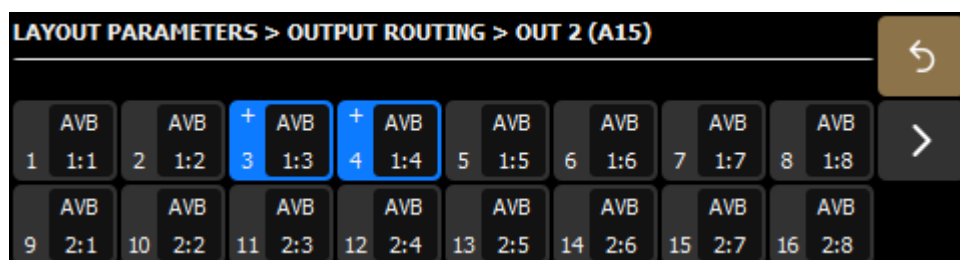 LAYOUT PARAMETERS > OUTPUT ROUTING > OUT 2 (A15)
AVB AVB + AVB + AVB AVB AVB AVB AVB
1 1:1 2 1:2 3 1:3 4 1:4 5 1:5 6 1:6 7 1:7 8 1:8
AVB AVB AVB AVB AVB AVB AVB AVB
9 2:1 10 2:2 11 2:3 12 2:4 13 2:5 14 2:6 15 2:7 16 2:8